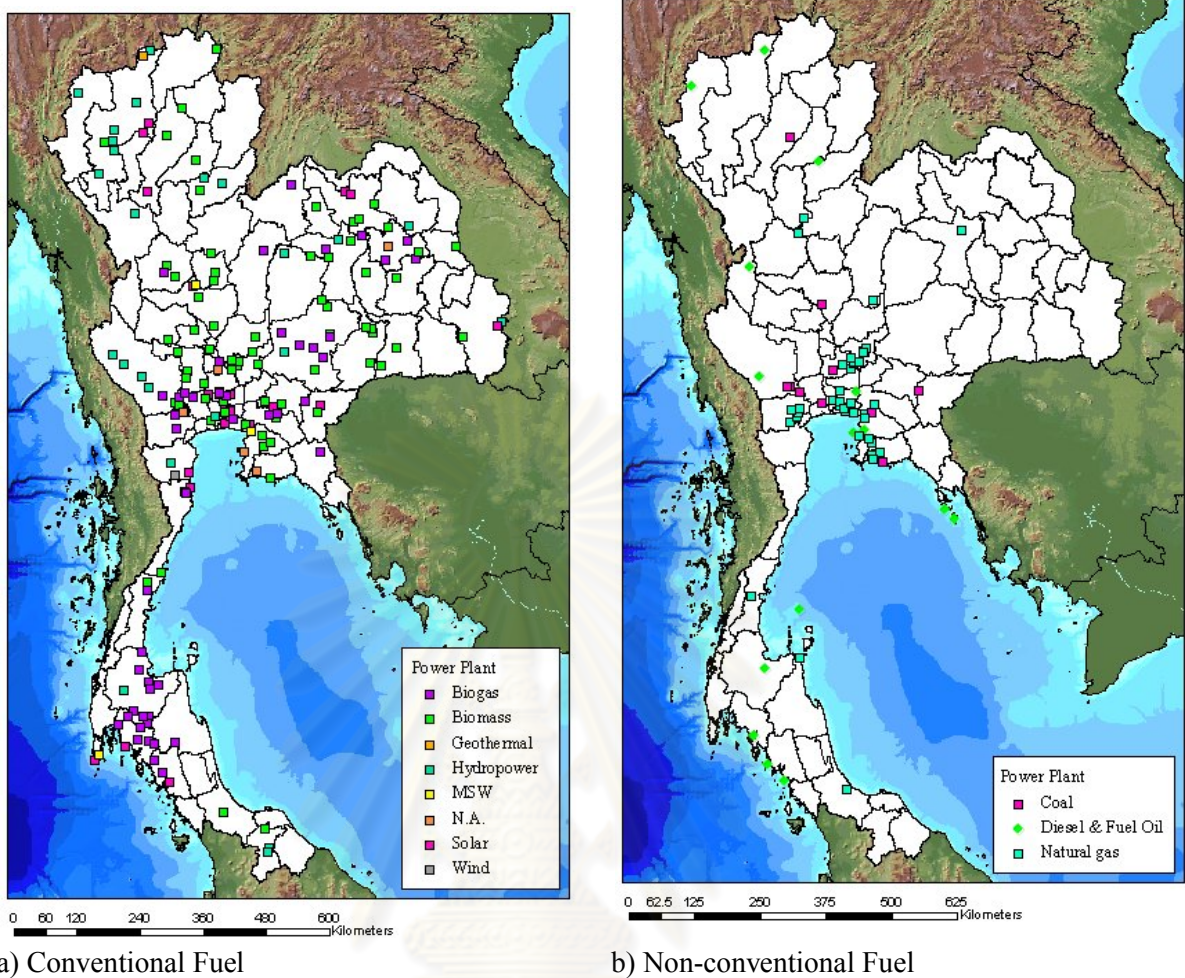 Power Plant
Biogas
Biomass
Geothermal
Hydropower
MSW
N.A.
Solar
Wind
0 60 120 240 360 480 600
Kilometers
a) Conventional Fuel
Power Plant
Coal
Diesel & Fuel Oil
Natural gas
0 62.5 125 250 375 500 625
Kilometers
b) Non-conventional Fuel